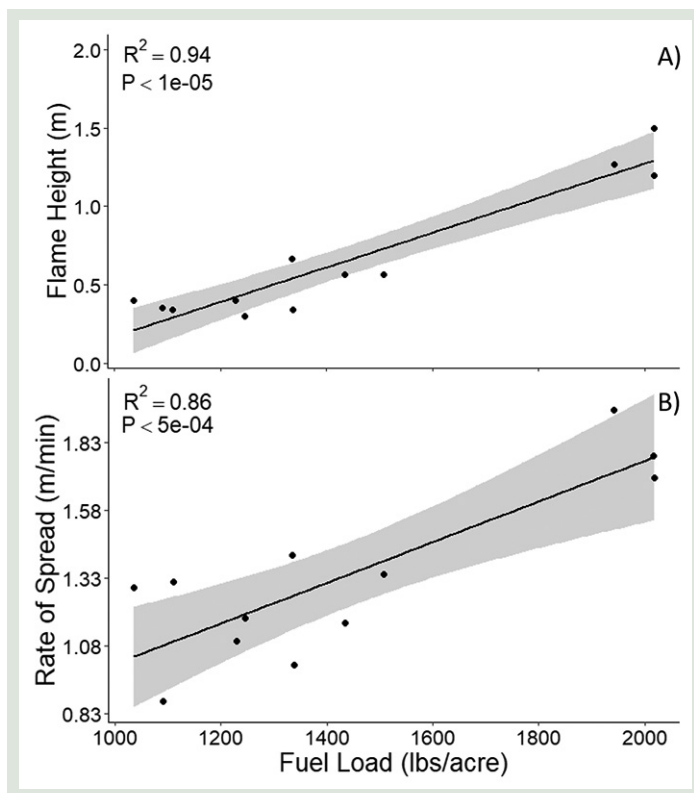 A)
R² = 0.94
P < 1e-05
Flame Height (m)
2.0
1.5
1.0
0.5
0.0
B)
R² = 0.86
P < 5e-04
Rate of Spread (m/min)
1.83
1.58
1.33
1.08
0.83
1000 1200 1400 1600 1800 2000
Fuel Load (lbs/acre)